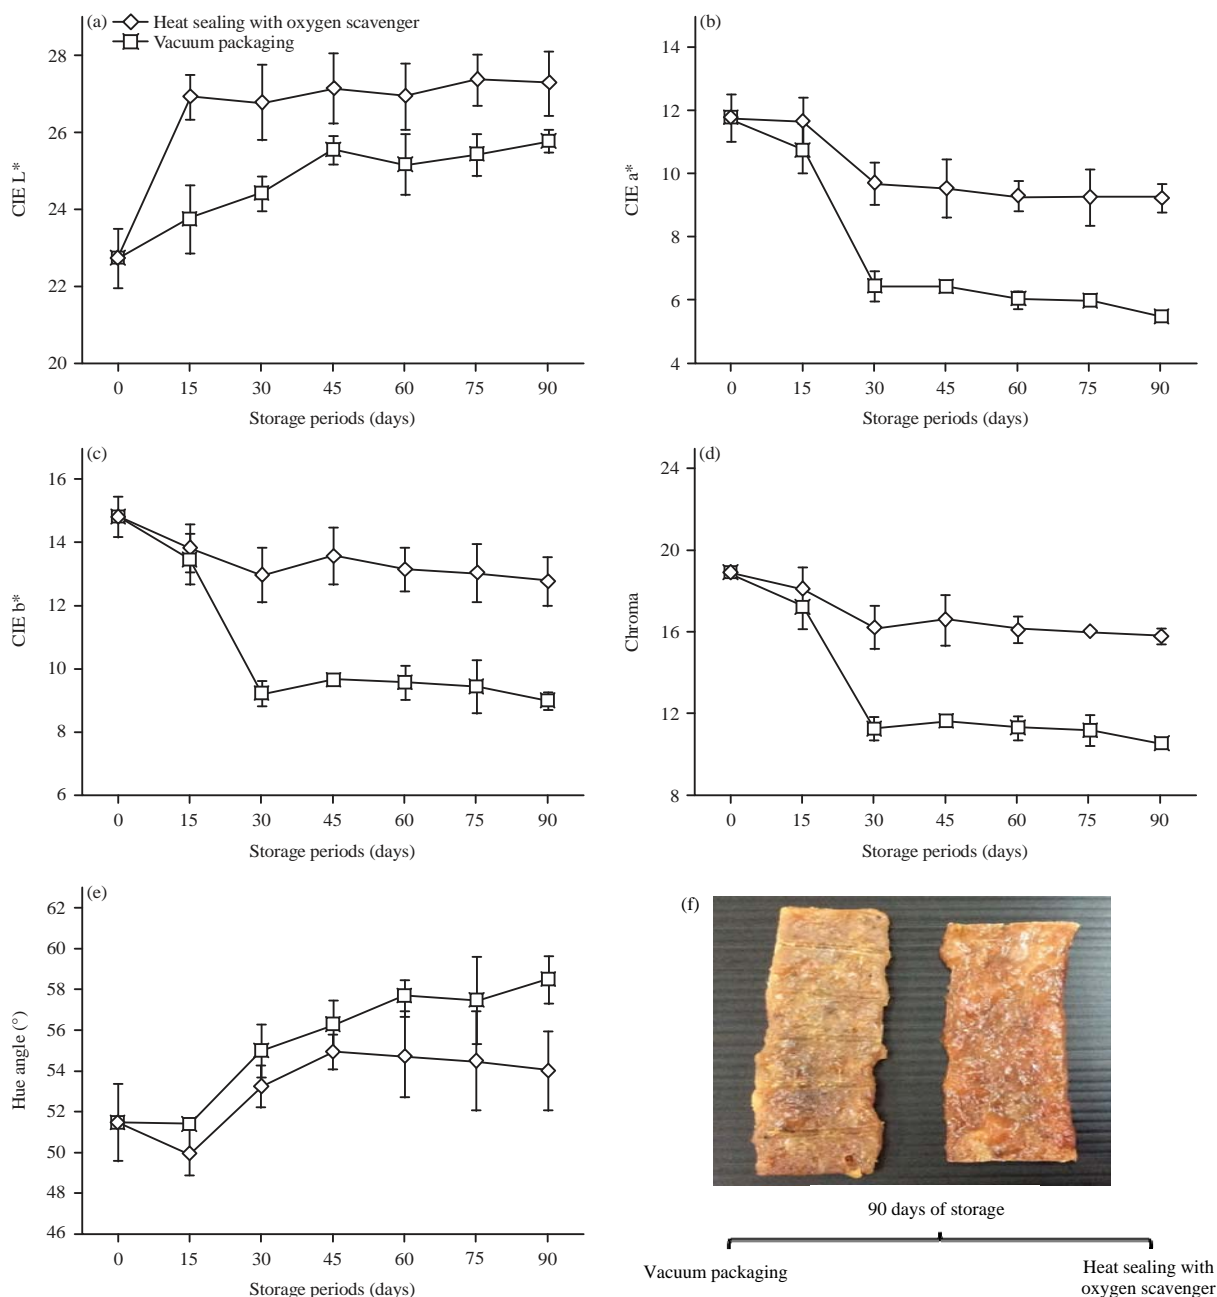 (a)
Heat sealing with oxygen scavenger
Vacuum packaging
28
26
24
22
20
CIE L*
0 15 30 45 60 75 90
Storage periods (days)
(b)
14
12
10
8
6
4
CIE a*
0 15 30 45 60 75 90
Storage periods (days)
(c)
16
14
12
10
8
6
CIE b*
0 15 30 45 60 75 90
Storage periods (days)
(d)
24
20
16
12
8
Chroma
0 15 30 45 60 75 90
Storage periods (days)
(e)
62
60
58
56
54
52
50
48
46
Hue angle (°)
0 15 30 45 60 75 90
Storage periods (days)
(f)
90 days of storage
Vacuum packaging
Heat sealing with
oxygen scavenger